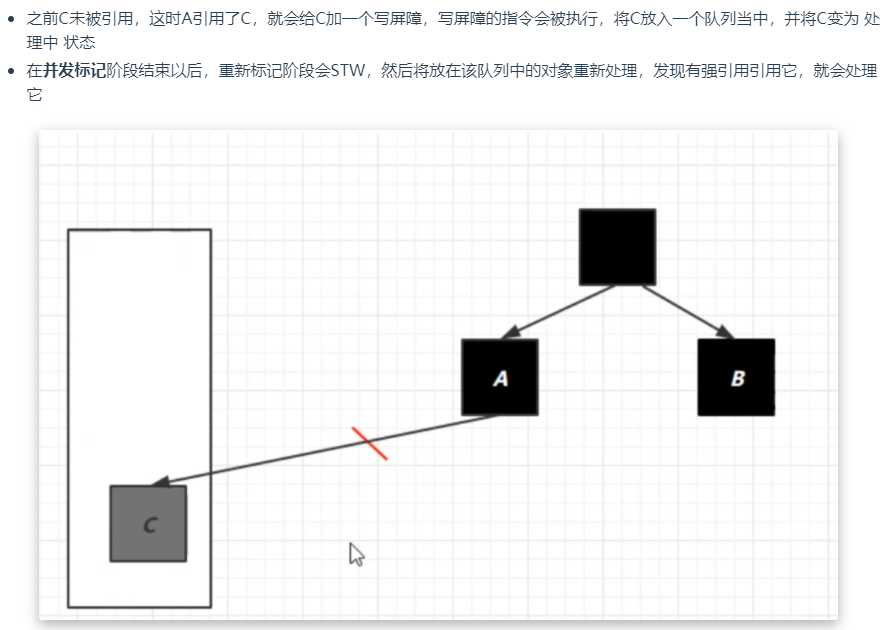 之前C未被引用，这时A引用了C，就会给C加一个写屏障，写屏障的指令会被执行，将C放入一个队列当中，并将C变为 处
理中 状态
在并发标记阶段结束以后，重新标记阶段会STW，然后将放在该队列中的对象重新处理，发现有强引用引用它，就会处理
它
A
B
C